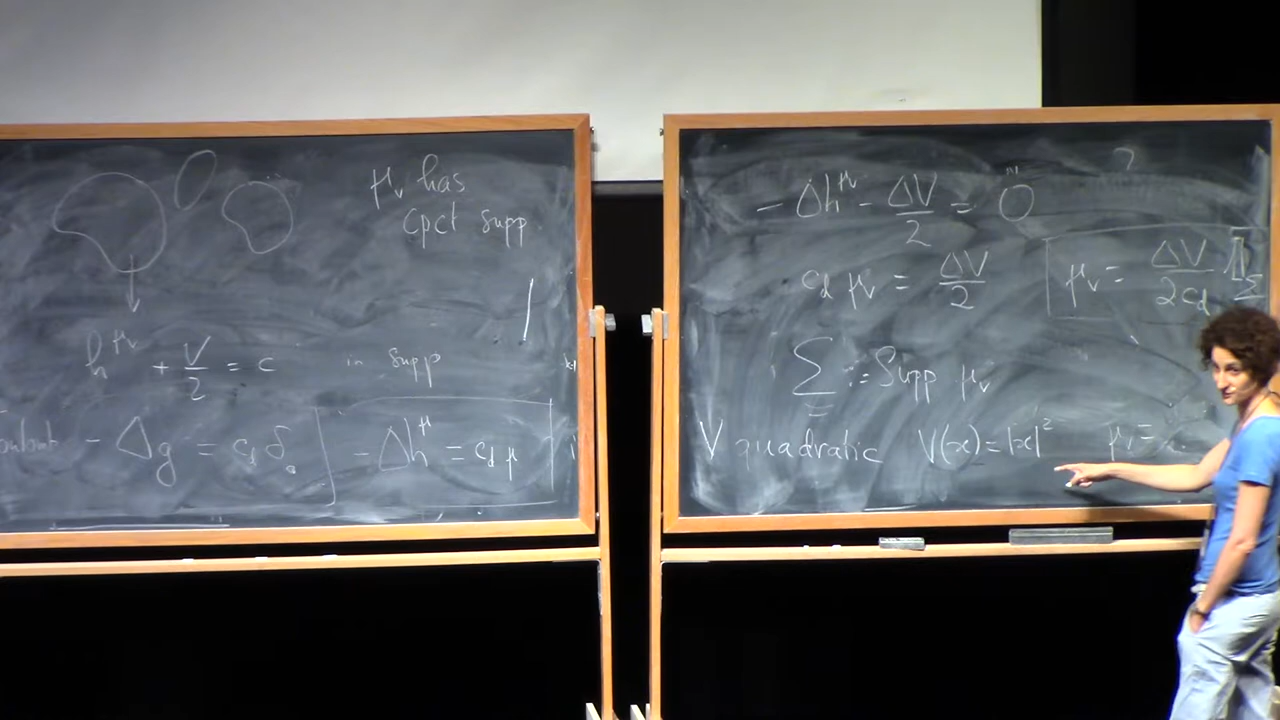 μ_v has
cpct supp
h^{μ_v} + V/2 = c in supp
- Δg = c_d δ_0
- Δh^μ = c_d μ
?
- Δh^{μ_v} - ΔV/2 = 0
c_d μ_v = ΔV/2
μ_v = ΔV/2c_d 1_Σ
Σ := Supp μ_v
V quadratic V(x) = |x|^2 μ_v =